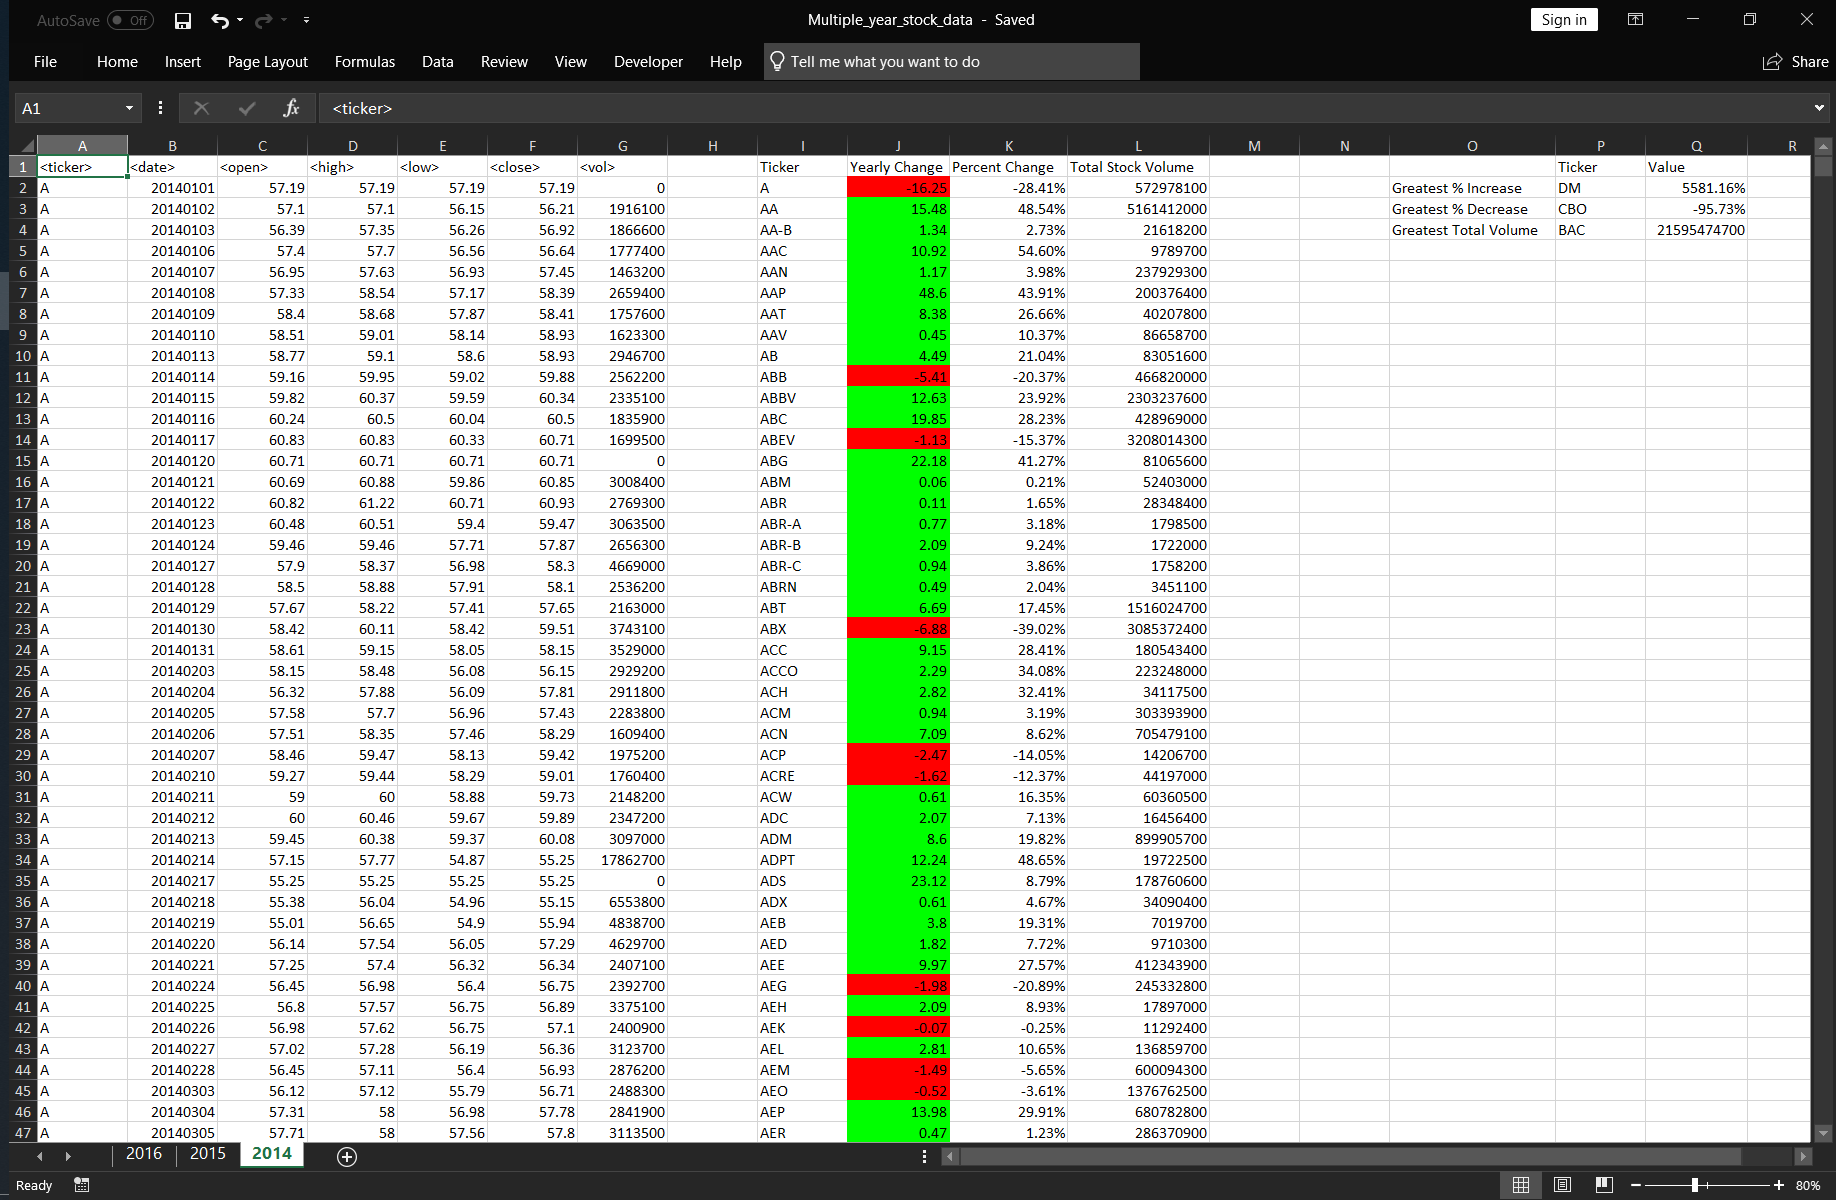 AutoSave Off Multiple_year_stock_data - Saved Sign in
File Home Insert Page Layout Formulas Data Review View Developer Help Tell me what you want to do Share
A1 fx <ticker>
A B C D E F G H I J K L M N O P Q R
1 <ticker> <date> <open> <high> <low> <close> <vol> Ticker Yearly Change Percent Change Total Stock Volume Ticker Value
2 A 20140101 57.19 57.19 57.19 57.19 0 A -16.25 -28.41% 572978100 Greatest % Increase DM 5581.16%
3 A 20140102 57.1 57.1 56.15 56.21 1916100 AA 15.48 48.54% 5161412000 Greatest % Decrease CBO -95.73%
4 A 20140103 56.39 57.35 56.26 56.92 1866600 AA-B 1.34 2.73% 21618200 Greatest Total Volume BAC 21595474700
5 A 20140106 57.4 57.7 56.56 56.64 1777400 AAC 10.92 54.60% 9789700
6 A 20140107 56.95 57.63 56.93 57.45 1463200 AAN 1.17 3.98% 237929300
7 A 20140108 57.33 58.54 57.17 58.39 2659400 AAP 48.6 43.91% 200376400
8 A 20140109 58.4 58.68 57.87 58.41 1757600 AAT 8.38 26.66% 40207800
9 A 20140110 58.51 59.01 58.14 58.93 1623300 AAV 0.45 10.37% 86658700
10 A 20140113 58.77 59.1 58.6 58.93 2946700 AB 4.49 21.04% 83051600
11 A 20140114 59.16 59.95 59.02 59.88 2562200 ABB -5.41 -20.37% 466820000
12 A 20140115 59.82 60.37 59.59 60.34 2335100 ABBV 12.63 23.92% 2303237600
13 A 20140116 60.24 60.5 60.04 60.5 1835900 ABC 19.85 28.23% 428969000
14 A 20140117 60.83 60.83 60.33 60.71 1699500 ABEV -1.13 -15.37% 3208014300
15 A 20140120 60.71 60.71 60.71 60.71 0 ABG 22.18 41.27% 81065600
16 A 20140121 60.69 60.88 59.86 60.85 3008400 ABM 0.06 0.21% 52403000
17 A 20140122 60.82 61.22 60.71 60.93 2769300 ABR 0.11 1.65% 28348400
18 A 20140123 60.48 60.51 59.4 59.47 3063500 ABR-A 0.77 3.18% 1798500
19 A 20140124 59.46 59.46 57.71 57.87 2656300 ABR-B 2.09 9.24% 1722000
20 A 20140127 57.9 58.37 56.98 58.3 4669000 ABR-C 0.94 3.86% 1758200
21 A 20140128 58.5 58.88 57.91 58.1 2536200 ABRN 0.49 2.04% 3451100
22 A 20140129 57.67 58.22 57.41 57.65 2163000 ABT 6.69 17.45% 1516024700
23 A 20140130 58.42 60.11 58.42 59.51 3743100 ABX -6.88 -39.02% 3085372400
24 A 20140131 58.61 59.15 58.05 58.15 3529000 ACC 9.15 28.41% 180543400
25 A 20140203 58.15 58.48 56.08 56.15 2929200 ACCO 2.29 34.08% 223248000
26 A 20140204 56.32 57.88 56.09 57.81 2911800 ACH 2.82 32.41% 34117500
27 A 20140205 57.58 57.7 56.96 57.43 2283800 ACM 0.94 3.19% 303393900
28 A 20140206 57.51 58.35 57.46 58.29 1609400 ACN 7.09 8.62% 705479100
29 A 20140207 58.46 59.47 58.13 59.42 1975200 ACP -2.47 -14.05% 14206700
30 A 20140210 59.27 59.44 58.29 59.01 1760400 ACRE -1.62 -12.37% 44197000
31 A 20140211 59 60 58.88 59.73 2148200 ACW 0.61 16.35% 60360500
32 A 20140212 60 60.46 59.67 59.89 2347200 ADC 2.07 7.13% 16456400
33 A 20140213 59.45 60.38 59.37 60.08 3097000 ADM 8.6 19.82% 899905700
34 A 20140214 57.15 57.77 54.87 55.25 17862700 ADPT 12.24 48.65% 19722500
35 A 20140217 55.25 55.25 55.25 55.25 0 ADS 23.12 8.79% 178760600
36 A 20140218 55.38 56.04 54.96 55.15 6553800 ADX 0.61 4.67% 34090400
37 A 20140219 55.01 56.65 54.9 55.94 4838700 AEB 3.8 19.31% 7019700
38 A 20140220 56.14 57.54 56.05 57.29 4629700 AED 1.82 7.72% 9710300
39 A 20140221 57.25 57.4 56.32 56.34 2407100 AEE 9.97 27.57% 412343900
40 A 20140224 56.45 56.98 56.4 56.75 2392700 AEG -1.98 -20.89% 245332800
41 A 20140225 56.8 57.57 56.75 56.89 3375100 AEH 2.09 8.93% 17897000
42 A 20140226 56.98 57.62 56.75 57.1 2400900 AEK -0.07 -0.25% 11292400
43 A 20140227 57.02 57.28 56.19 56.36 3123700 AEL 2.81 10.65% 136859700
44 A 20140228 56.45 57.11 56.4 56.93 2876200 AEM -1.49 -5.65% 600094300
45 A 20140303 56.12 57.12 55.79 56.71 2488300 AEO -0.52 -3.61% 1376762500
46 A 20140304 57.31 58 56.98 57.78 2841900 AEP 13.98 29.91% 680782800
47 A 20140305 57.71 58 57.56 57.8 3113500 AER 0.47 1.23% 286370900
2016 2015 2014
Ready 80%